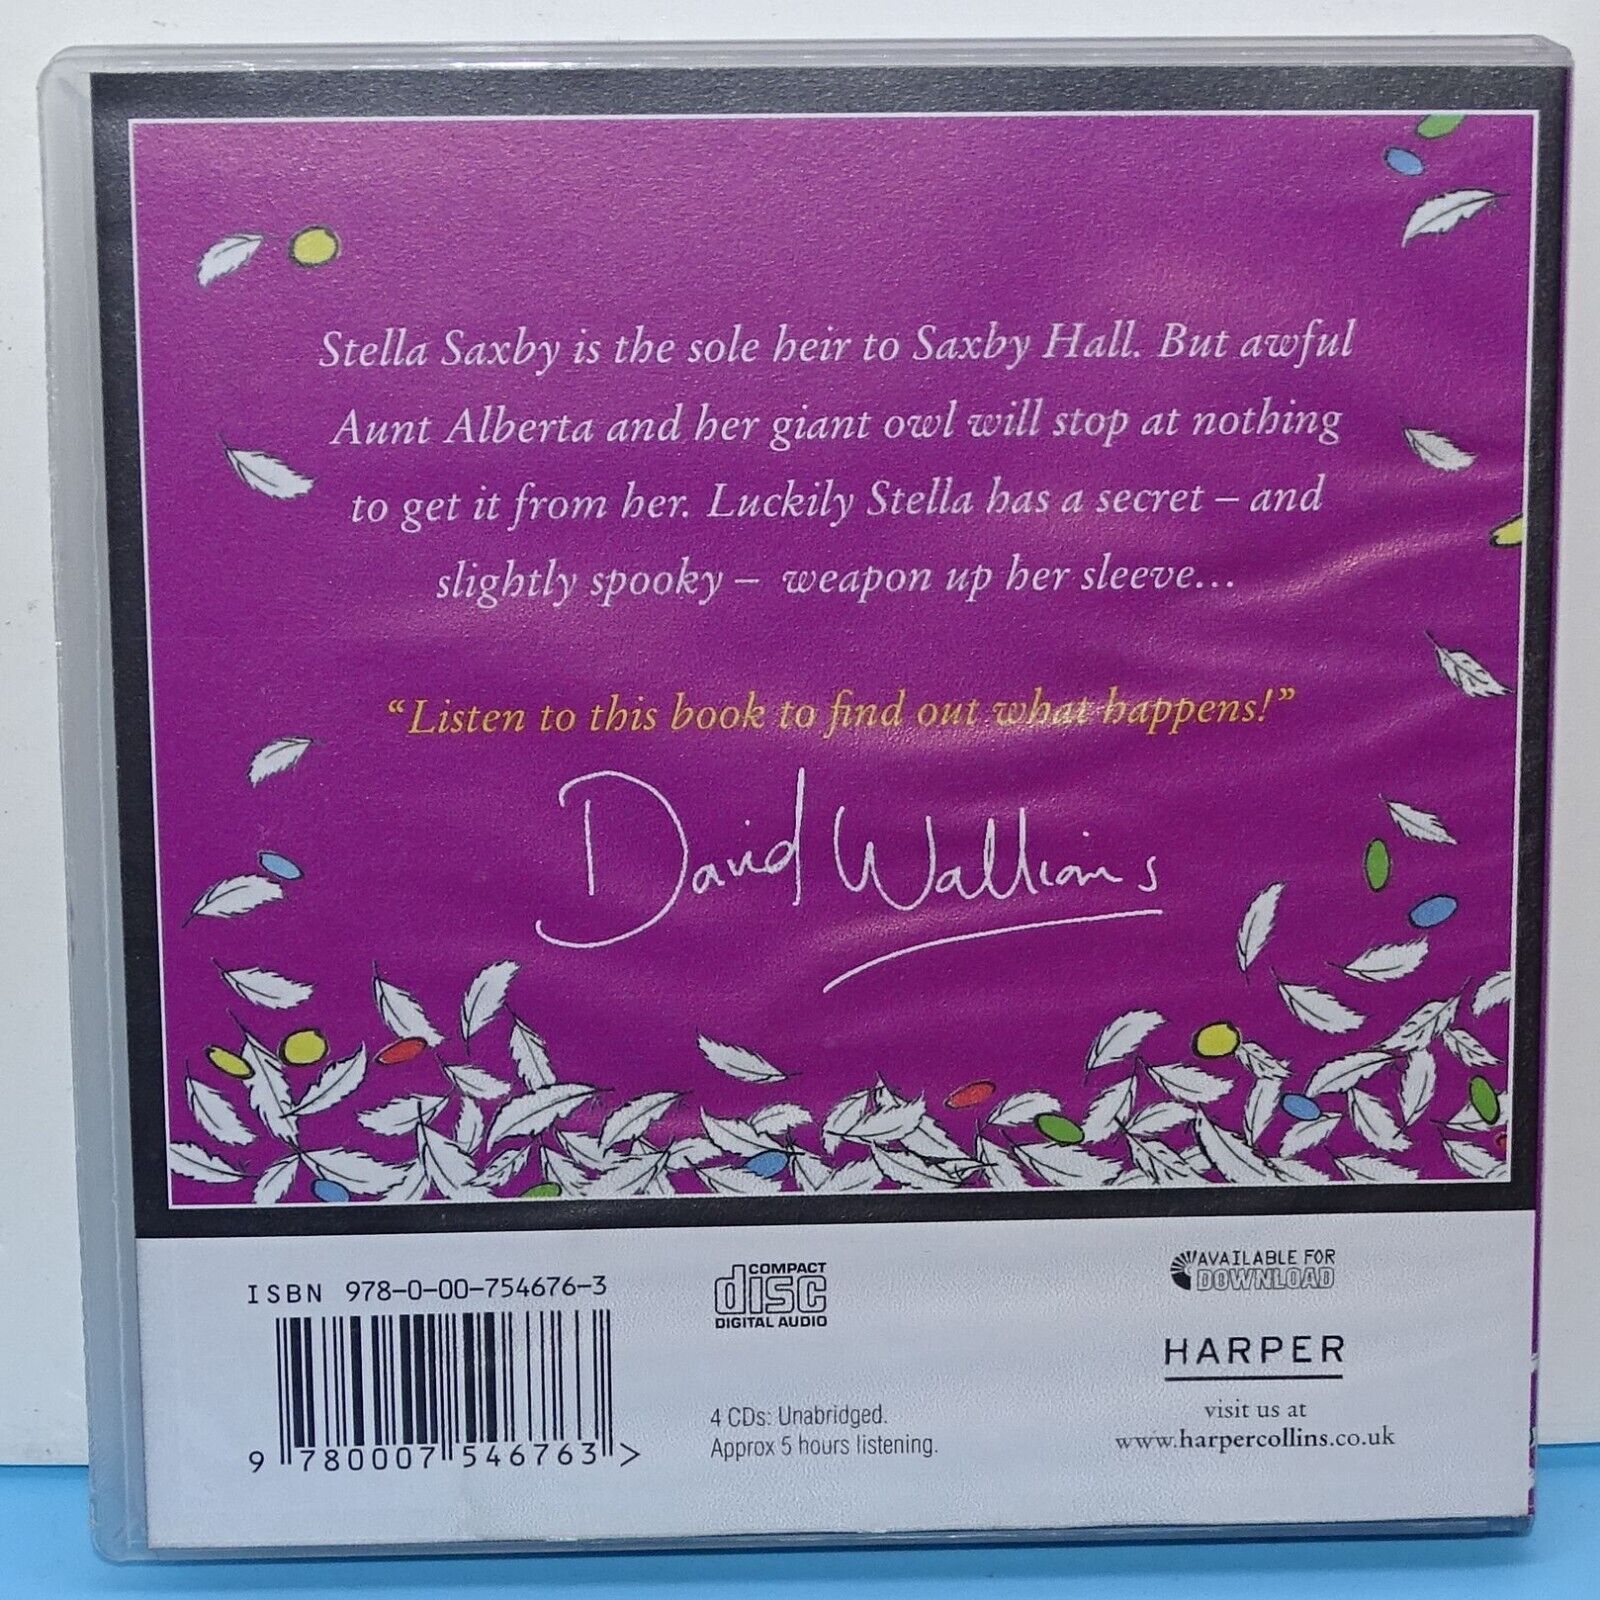 Stella Saxby is the sole heir to Saxby Hall. But awful
Aunt Alberta and her giant owl will stop at nothing
to get it from her. Luckily Stella has a secret – and
slightly spooky – weapon up her sleeve...
“Listen to this book to find out what happens!”
David Walliams
ISBN 978-0-00-754676-3
9 780007 546763 >
COMPACT
disc
DIGITAL AUDIO
4 CDs: Unabridged.
Approx 5 hours listening.
AVAILABLE FOR
DOWNLOAD
HARPER
visit us at
www.harpercollins.co.uk